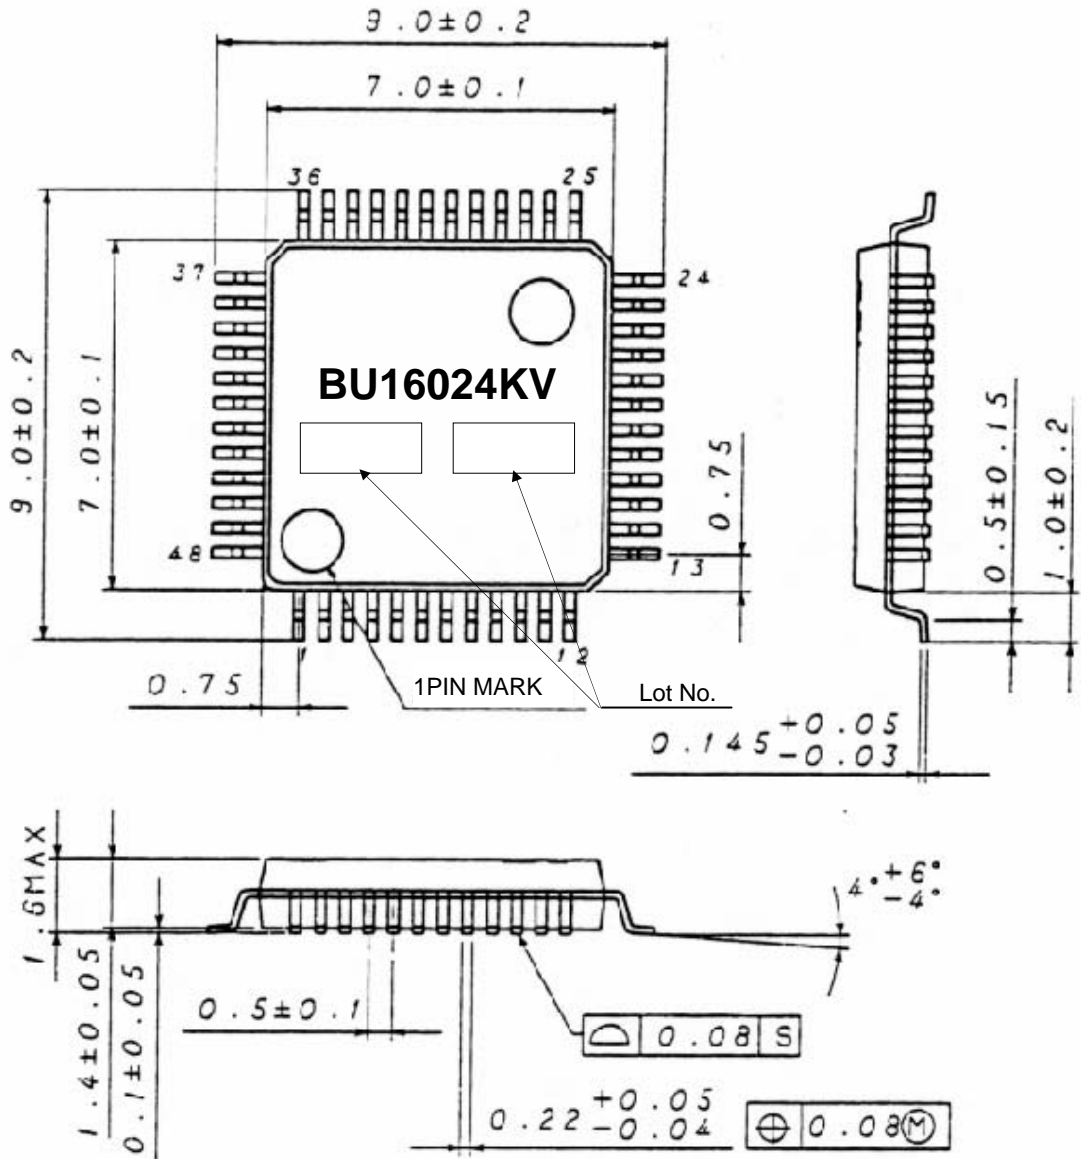 9.0±0.2
7.0±0.1
36
25
37
24
9.0±0.2
7.0±0.1
BU16024KV
0.75
0.5±0.15
1.0±0.2
48
13
1
12
0.75
1PIN MARK
Lot No.
0.145 +0.05 -0.03
1.6MAX
1.4±0.05
0.1±0.05
4° +6° -4°
0.5±0.1
0.08 S
0.22 +0.05 -0.04
0.08 Ⓜ